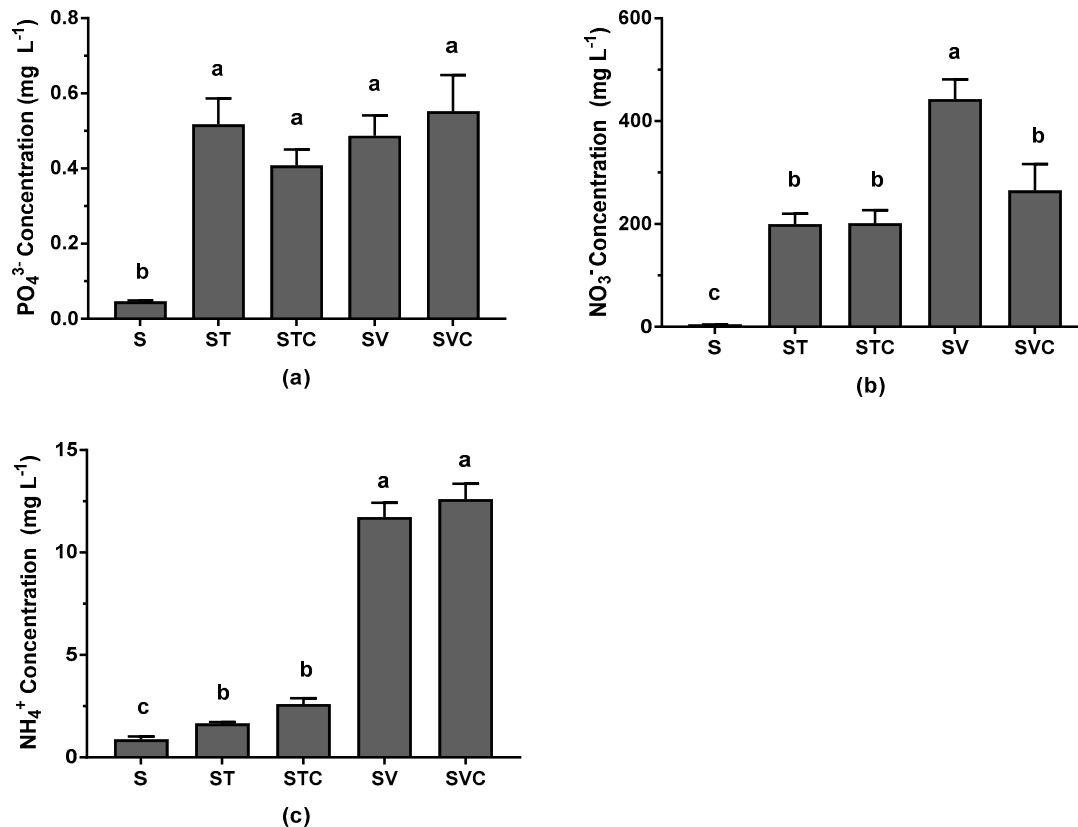 PO₄³⁻ Concentration (mg L⁻¹)
0.8
0.6
0.4
0.2
0.0
b
a
a
a
a
S ST STC SV SVC
(a)
NO₃⁻ Concentration (mg L⁻¹)
600
400
200
0
c
b
b
a
b
S ST STC SV SVC
(b)
NH₄⁺ Concentration (mg L⁻¹)
15
10
5
0
c
b
b
a
a
S ST STC SV SVC
(c)